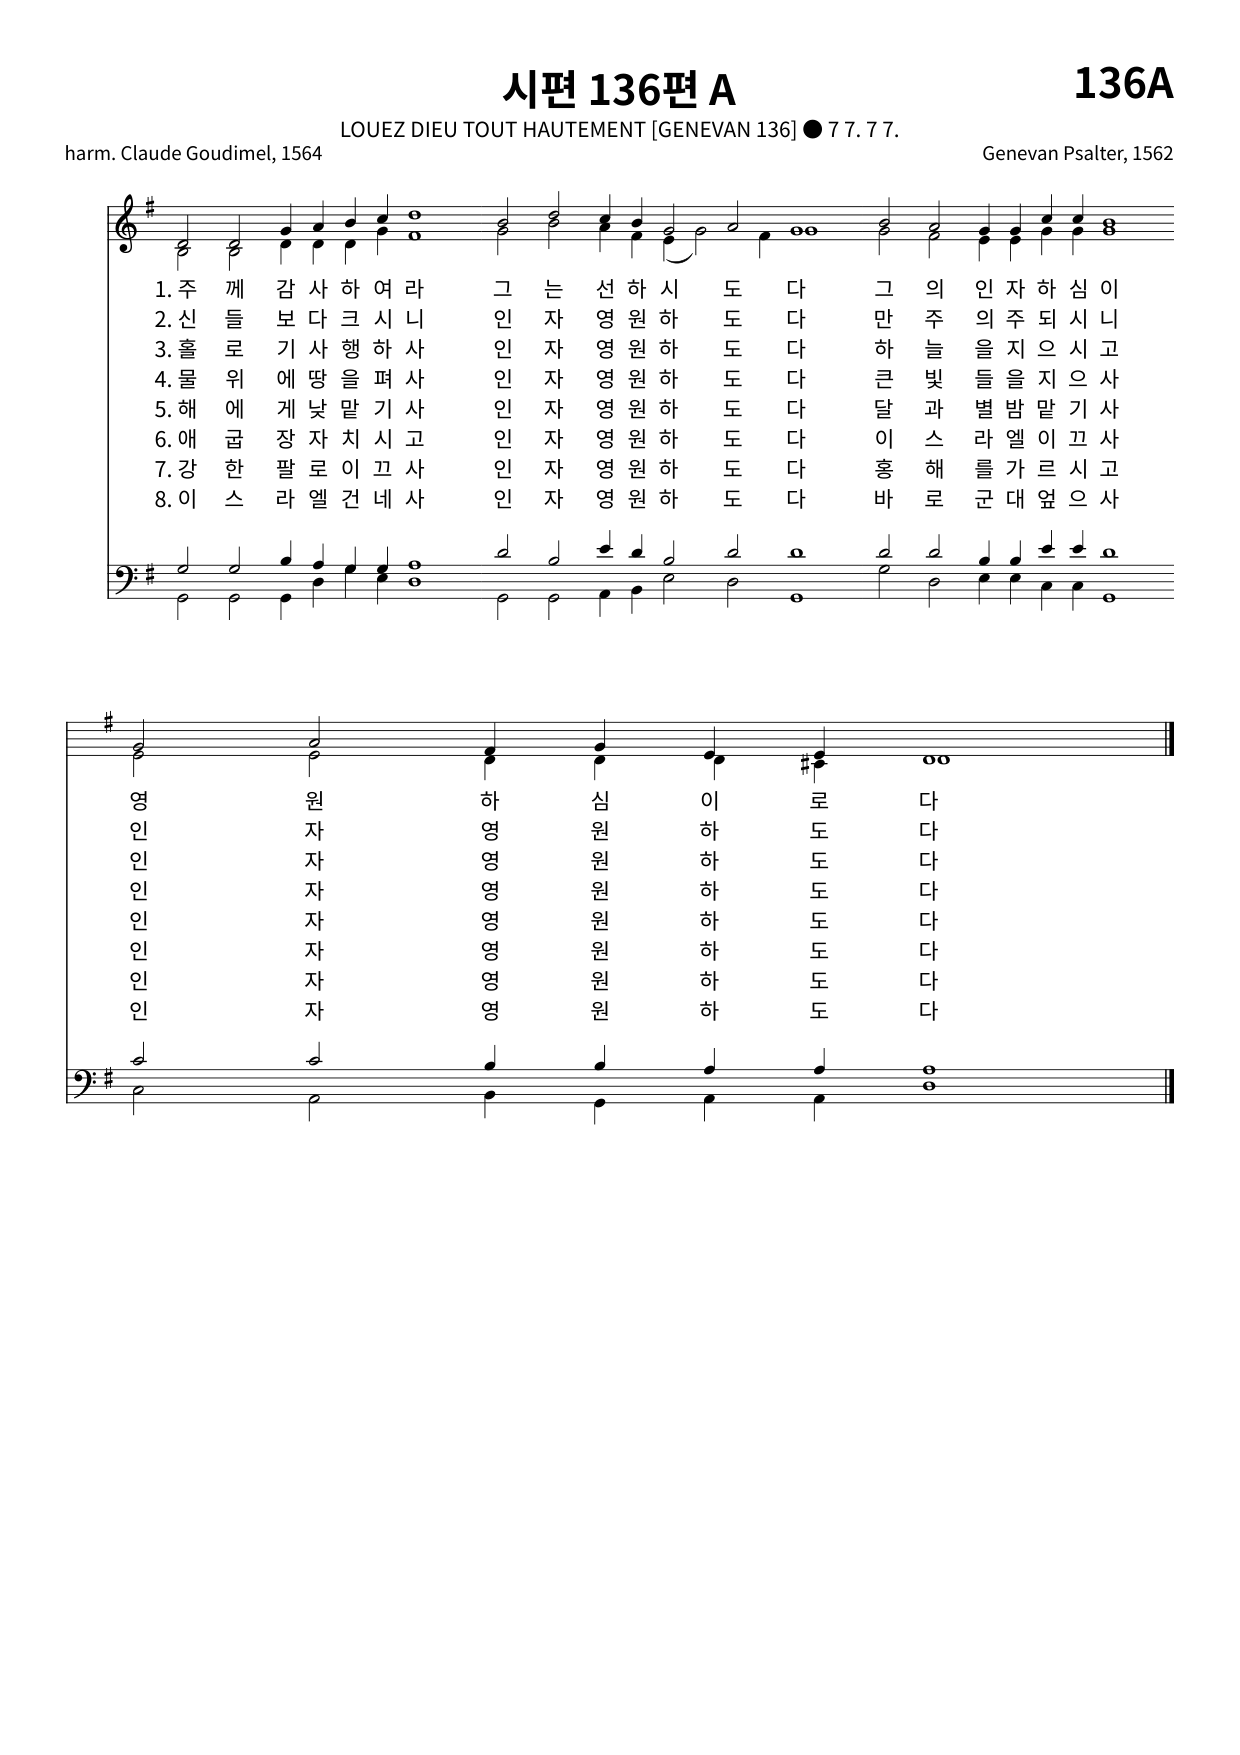 시편 136편 A
136A
LOUEZ DIEU TOUT HAUTEMENT [GENEVAN 136] ● 7 7. 7 7.
harm. Claude Goudimel, 1564
Genevan Psalter, 1562
1. 주 께 감 사 하 여 라 그 는 선 하 시 도 다 그 의 인 자 하 심 이
2. 신 들 보 다 크 시 니 인 자 영 원 하 도 다 만 주 의 주 되 시 니
3. 홀 로 기 사 행 하 사 인 자 영 원 하 도 다 하 늘 을 지 으 시 고
4. 물 위 에 땅 을 펴 사 인 자 영 원 하 도 다 큰 빛 들 을 지 으 사
5. 해 에 게 낮 맡 기 사 인 자 영 원 하 도 다 달 과 별 밤 맡 기 사
6. 애 굽 장 자 치 시 고 인 자 영 원 하 도 다 이 스 라 엘 이 끄 사
7. 강 한 팔 로 이 끄 사 인 자 영 원 하 도 다 홍 해 를 가 르 시 고
8. 이 스 라 엘 건 네 사 인 자 영 원 하 도 다 바 로 군 대 엎 으 사
영 원 하 심 이 로 다
인 자 영 원 하 도 다
인 자 영 원 하 도 다
인 자 영 원 하 도 다
인 자 영 원 하 도 다
인 자 영 원 하 도 다
인 자 영 원 하 도 다
인 자 영 원 하 도 다